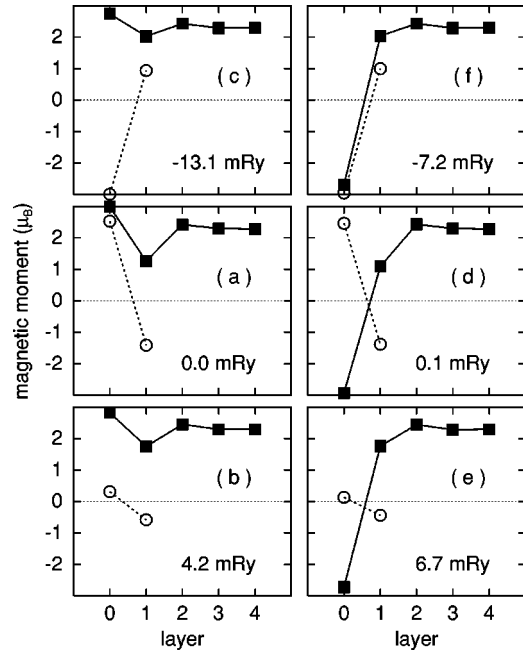 2
1
0
-1
-2
( c )
-13.1 mRy
( f )
-7.2 mRy
magnetic moment (μB)
2
1
0
-1
-2
( a )
0.0 mRy
( d )
0.1 mRy
2
1
0
-1
-2
( b )
4.2 mRy
( e )
6.7 mRy
0 1 2 3 4
0 1 2 3 4
layer
layer